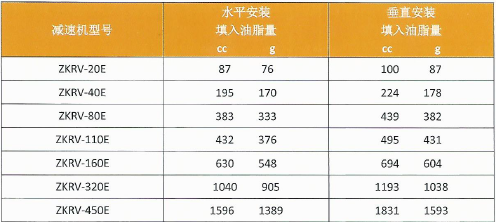 减速机型号 水平安装 垂直安装
填入油脂量 填入油脂量
cc g cc g
ZKRV-20E 87 76 100 87
ZKRV-40E 195 170 224 178
ZKRV-80E 383 333 439 382
ZKRV-110E 432 376 495 431
ZKRV-160E 630 548 694 604
ZKRV-320E 1040 905 1193 1038
ZKRV-450E 1596 1389 1831 1593